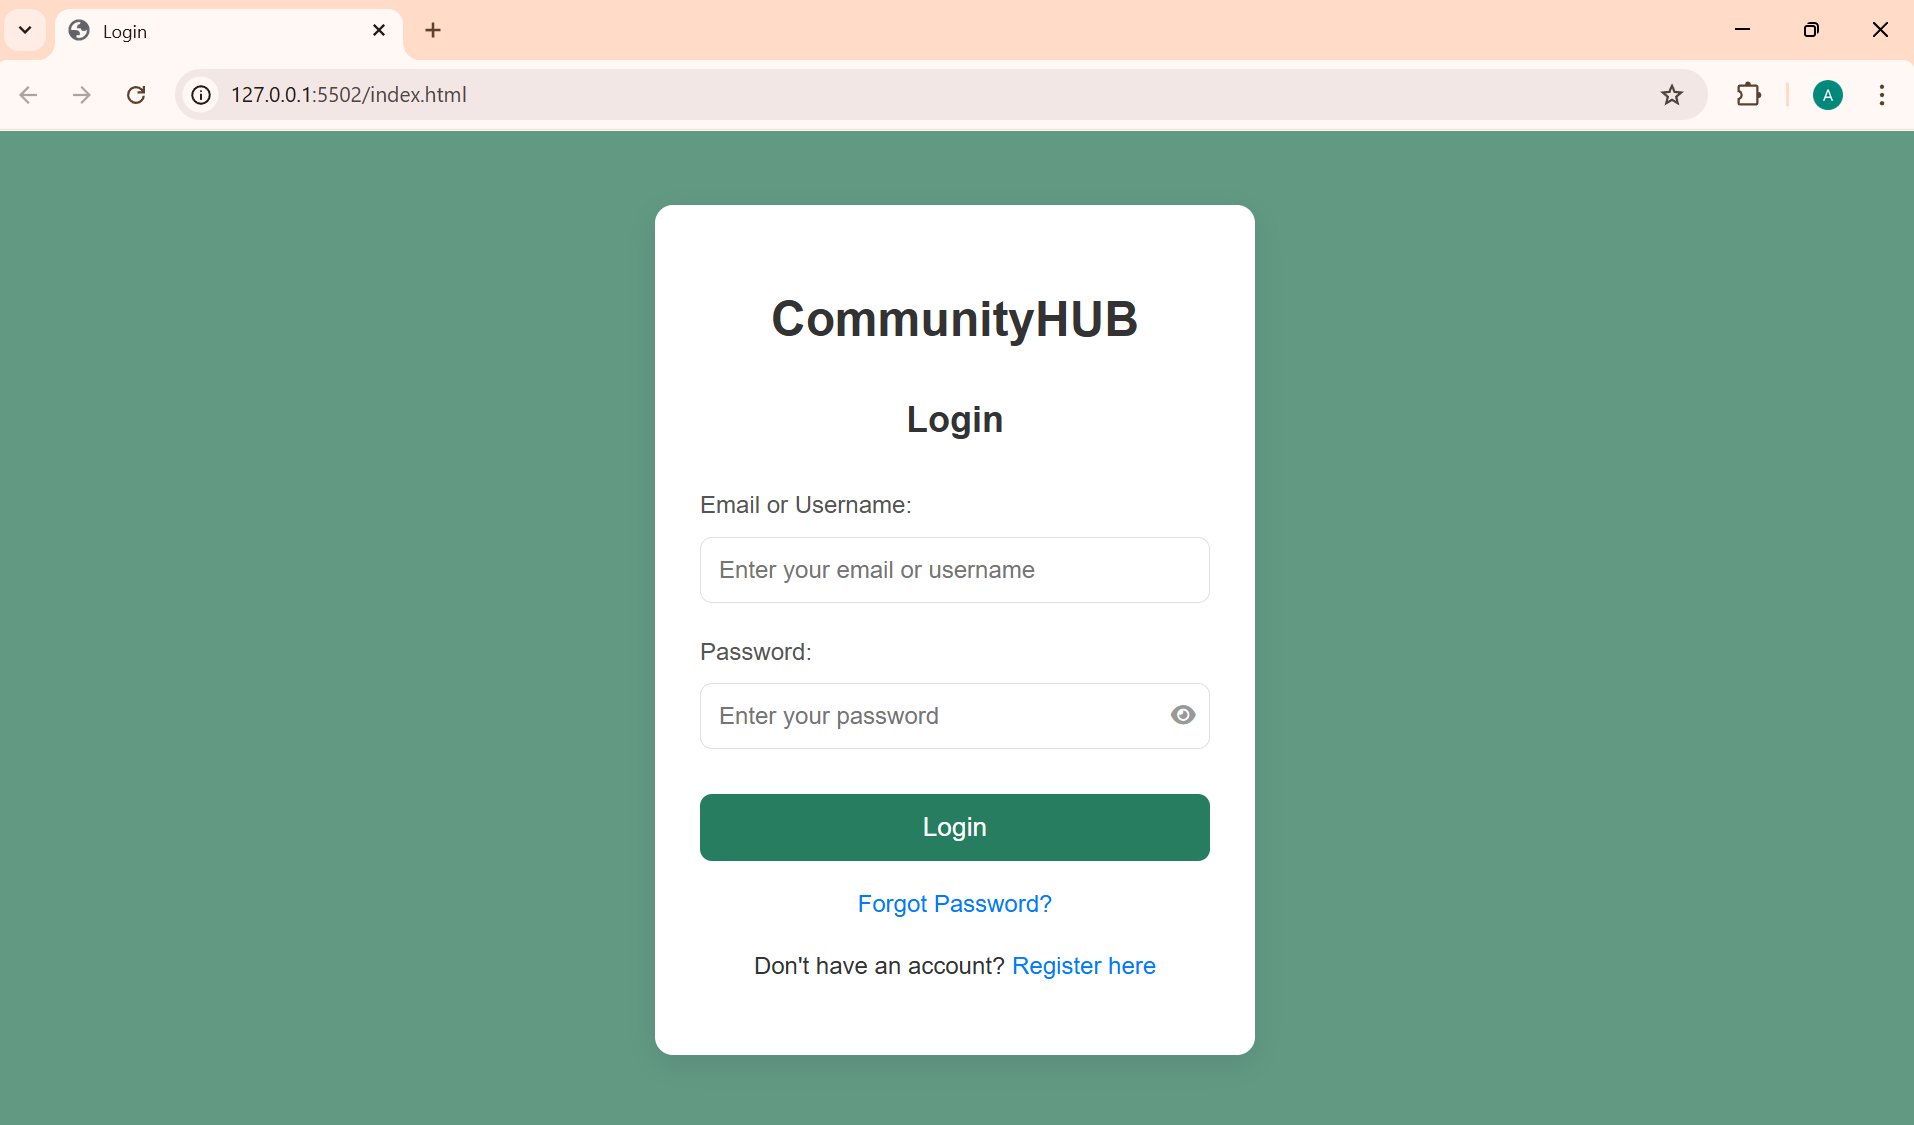 Login
127.0.0.1:5502/index.html
A
CommunityHUB
Login
Email or Username:
Enter your email or username
Password:
Enter your password
Login
Forgot Password?
Don't have an account? Register here